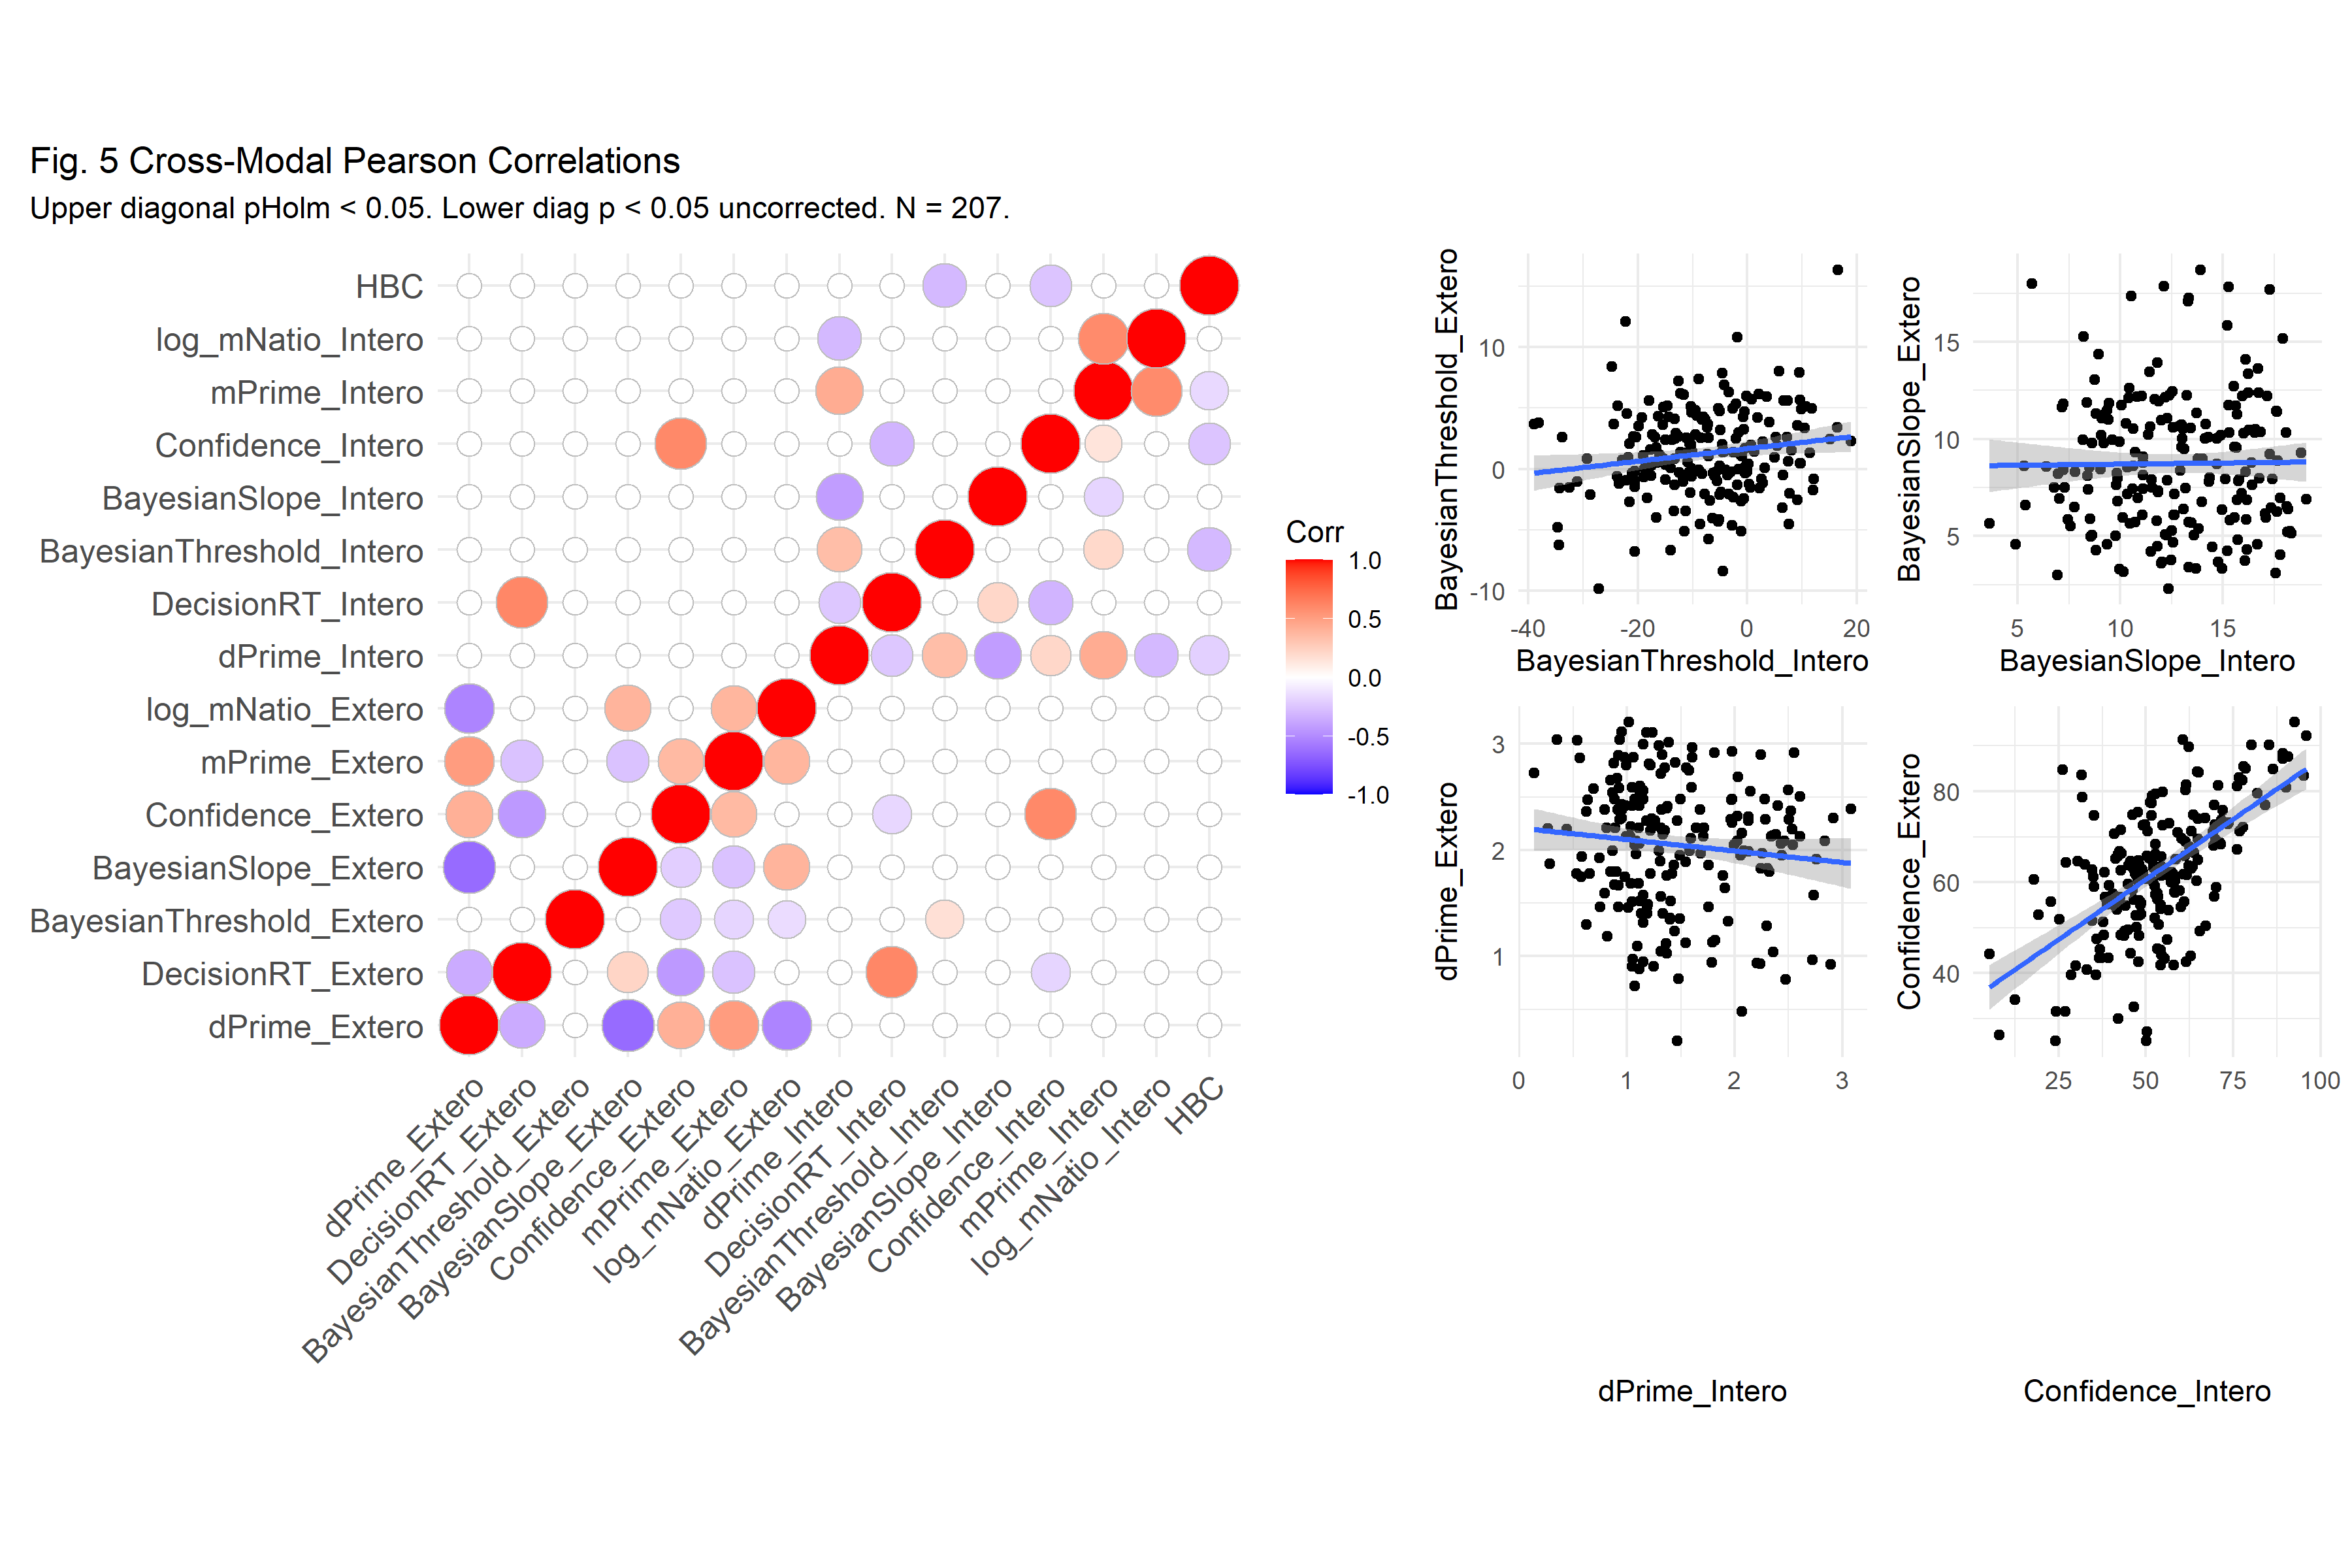 Fig. 5 Cross-Modal Pearson Correlations
Upper diagonal pHolm < 0.05. Lower diag p < 0.05 uncorrected. N = 207.
HBC
log_mNatio_Intero
mPrime_Intero
Confidence_Intero
BayesianSlope_Intero
BayesianThreshold_Intero
DecisionRT_Intero
dPrime_Intero
log_mNatio_Extero
mPrime_Extero
Confidence_Extero
BayesianSlope_Extero
BayesianThreshold_Extero
DecisionRT_Extero
dPrime_Extero
dPrime_Extero
DecisionRT_Extero
BayesianThreshold_Extero
BayesianSlope_Extero
Confidence_Extero
mPrime_Extero
log_mNatio_Extero
dPrime_Intero
DecisionRT_Intero
BayesianThreshold_Intero
BayesianSlope_Intero
Confidence_Intero
mPrime_Intero
log_mNatio_Intero
HBC
Corr
1.0
0.5
0.0
-0.5
-1.0
BayesianThreshold_Extero
10
0
-10
-40 -20 0 20
BayesianThreshold_Intero
BayesianSlope_Extero
15
10
5
5 10 15
BayesianSlope_Intero
dPrime_Extero
3
2
1
0 1 2 3
dPrime_Intero
Confidence_Extero
80
60
40
25 50 75 100
Confidence_Intero